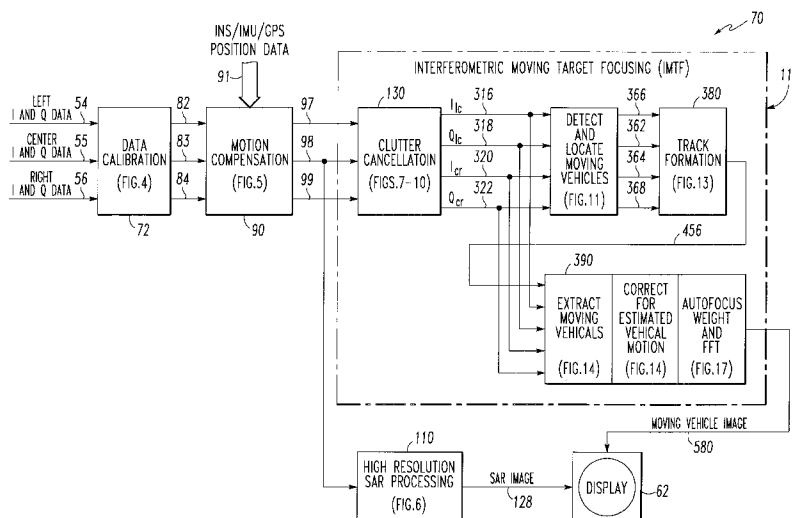 70
INS/IMU/GPS
POSITION DATA
91
INTERFEROMETRIC MOVING TARGET FOCUSING (IMTF)
11
LEFT
I AND Q DATA
54
CENTER
I AND Q DATA
55
RIGHT
I AND Q DATA
56
DATA
CALIBRATION
(FIG.4)
72
82
83
84
MOTION
COMPENSATION
(FIG.5)
90
97
98
99
130
CLUTTER
CANCELLATOIN
(FIGS.7-10)
Ilc
316
Qlc
318
Icr
320
Qcr
322
DETECT
AND
LOCATE
MOVING
VEHICLES
(FIG.11)
366
362
364
368
380
TRACK
FORMATION
(FIG.13)
456
390
EXTRACT
MOVING
VEHICALS
(FIG.14)
CORRECT
FOR
ESTIMATED
VEHICAL
MOTION
(FIG.14)
AUTOFOCUS
WEIGHT
AND
FFT
(FIG.17)
MOVING VEHICLE IMAGE
580
110
HIGH RESOLUTION
SAR PROCESSING
(FIG.6)
SAR IMAGE
128
DISPLAY
62